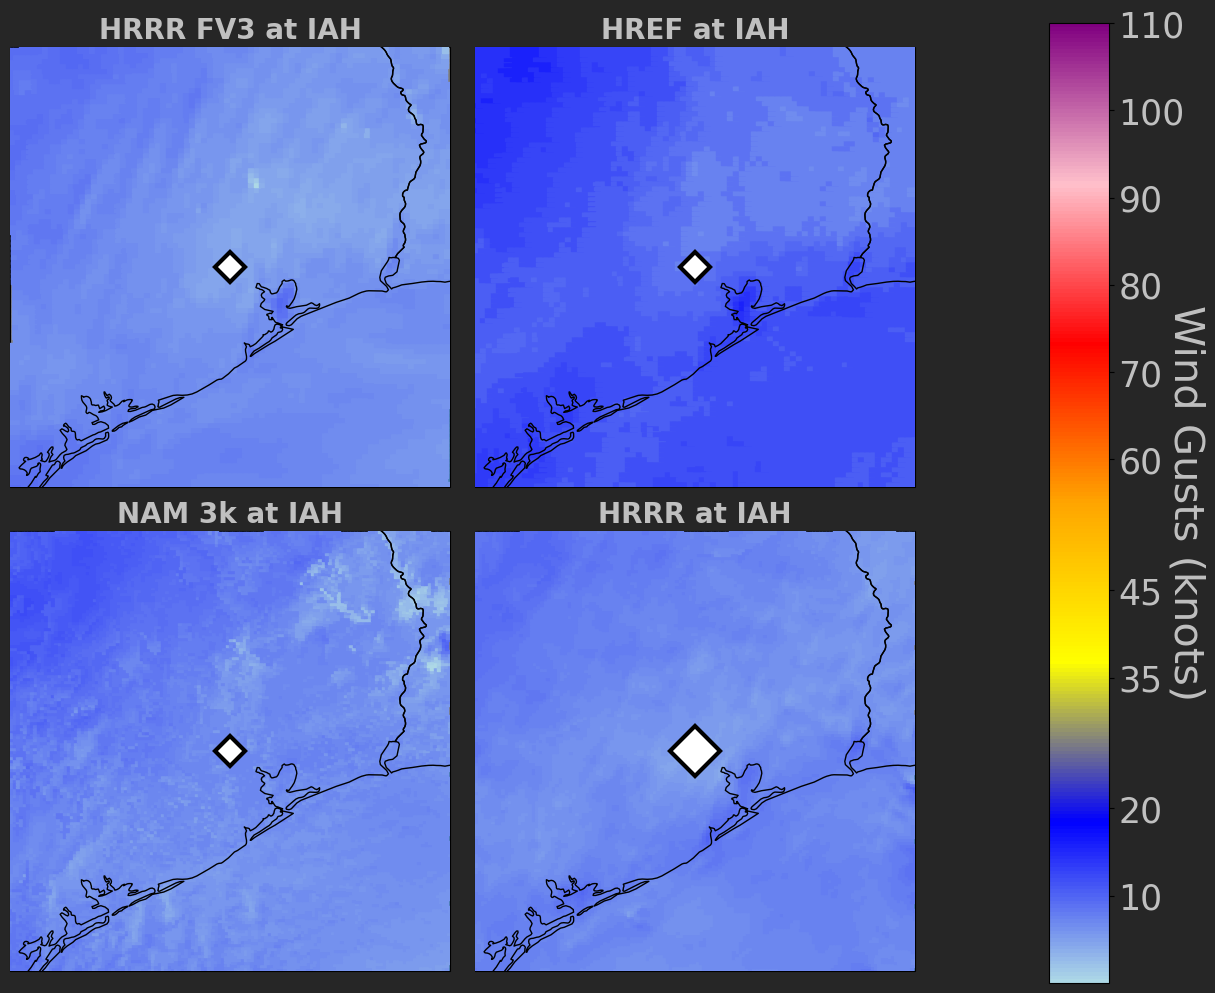 HRRR FV3 at IAH
HREF at IAH
NAM 3k at IAH
HRRR at IAH
110
100
90
80
70
60
45
35
20
10
Wind Gusts (knots)